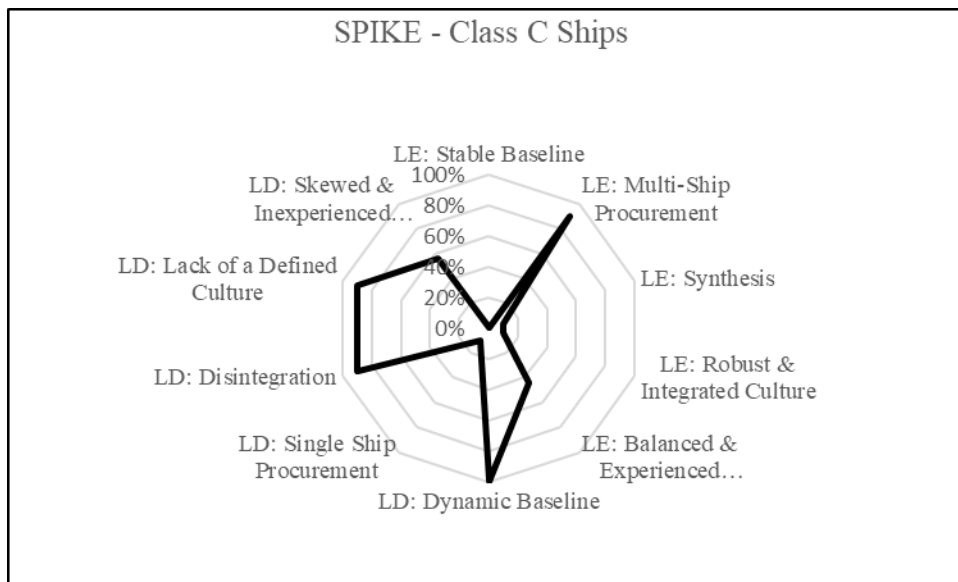 SPIKE - Class C Ships
LE: Stable Baseline
100%
80%
60%
40%
20%
0%
LE: Multi-Ship
Procurement
LE: Synthesis
LE: Robust &
Integrated Culture
LE: Balanced &
Experienced…
LD: Dynamic Baseline
LD: Single Ship
Procurement
LD: Disintegration
LD: Lack of a Defined
Culture
LD: Skewed &
Inexperienced…